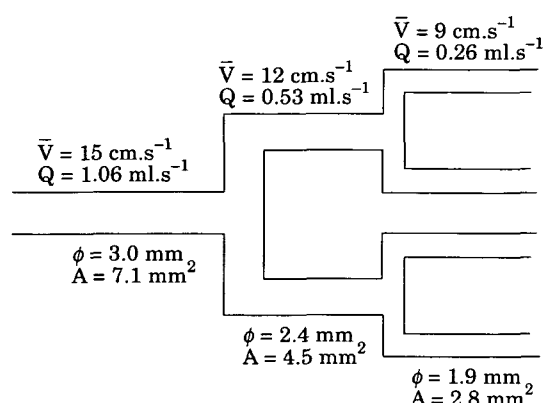 V̄ = 9 cm.s⁻¹
Q = 0.26 ml.s⁻¹
V̄ = 12 cm.s⁻¹
Q = 0.53 ml.s⁻¹
V̄ = 15 cm.s⁻¹
Q = 1.06 ml.s⁻¹
ϕ = 3.0 mm
A = 7.1 mm²
ϕ = 2.4 mm
A = 4.5 mm²
ϕ = 1.9 mm
A = 2.8 mm²